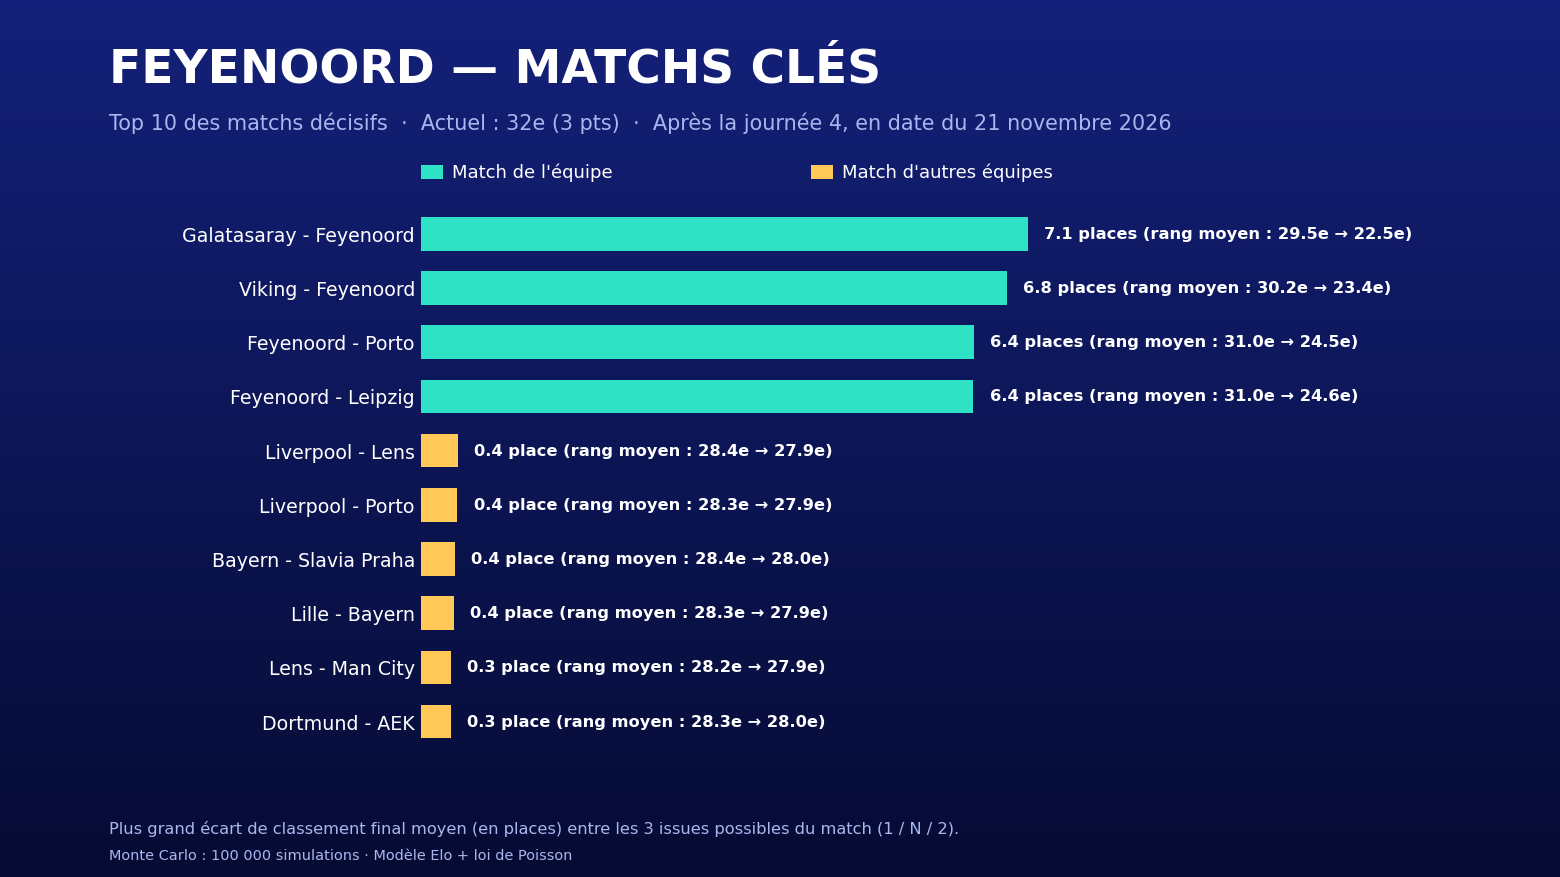 FEYENOORD — MATCHS CLÉS
Top 10 des matchs décisifs · Actuel : 32e (3 pts) · Après la journée 4, en date du 21 novembre 2026
Match de l'équipe
Match d'autres équipes
Galatasaray - Feyenoord 7.1 places (rang moyen : 29.5e → 22.5e)
Viking - Feyenoord 6.8 places (rang moyen : 30.2e → 23.4e)
Feyenoord - Porto 6.4 places (rang moyen : 31.0e → 24.5e)
Feyenoord - Leipzig 6.4 places (rang moyen : 31.0e → 24.6e)
Liverpool - Lens 0.4 place (rang moyen : 28.4e → 27.9e)
Liverpool - Porto 0.4 place (rang moyen : 28.3e → 27.9e)
Bayern - Slavia Praha 0.4 place (rang moyen : 28.4e → 28.0e)
Lille - Bayern 0.4 place (rang moyen : 28.3e → 27.9e)
Lens - Man City 0.3 place (rang moyen : 28.2e → 27.9e)
Dortmund - AEK 0.3 place (rang moyen : 28.3e → 28.0e)
Plus grand écart de classement final moyen (en places) entre les 3 issues possibles du match (1 / N / 2).
Monte Carlo : 100 000 simulations · Modèle Elo + loi de Poisson